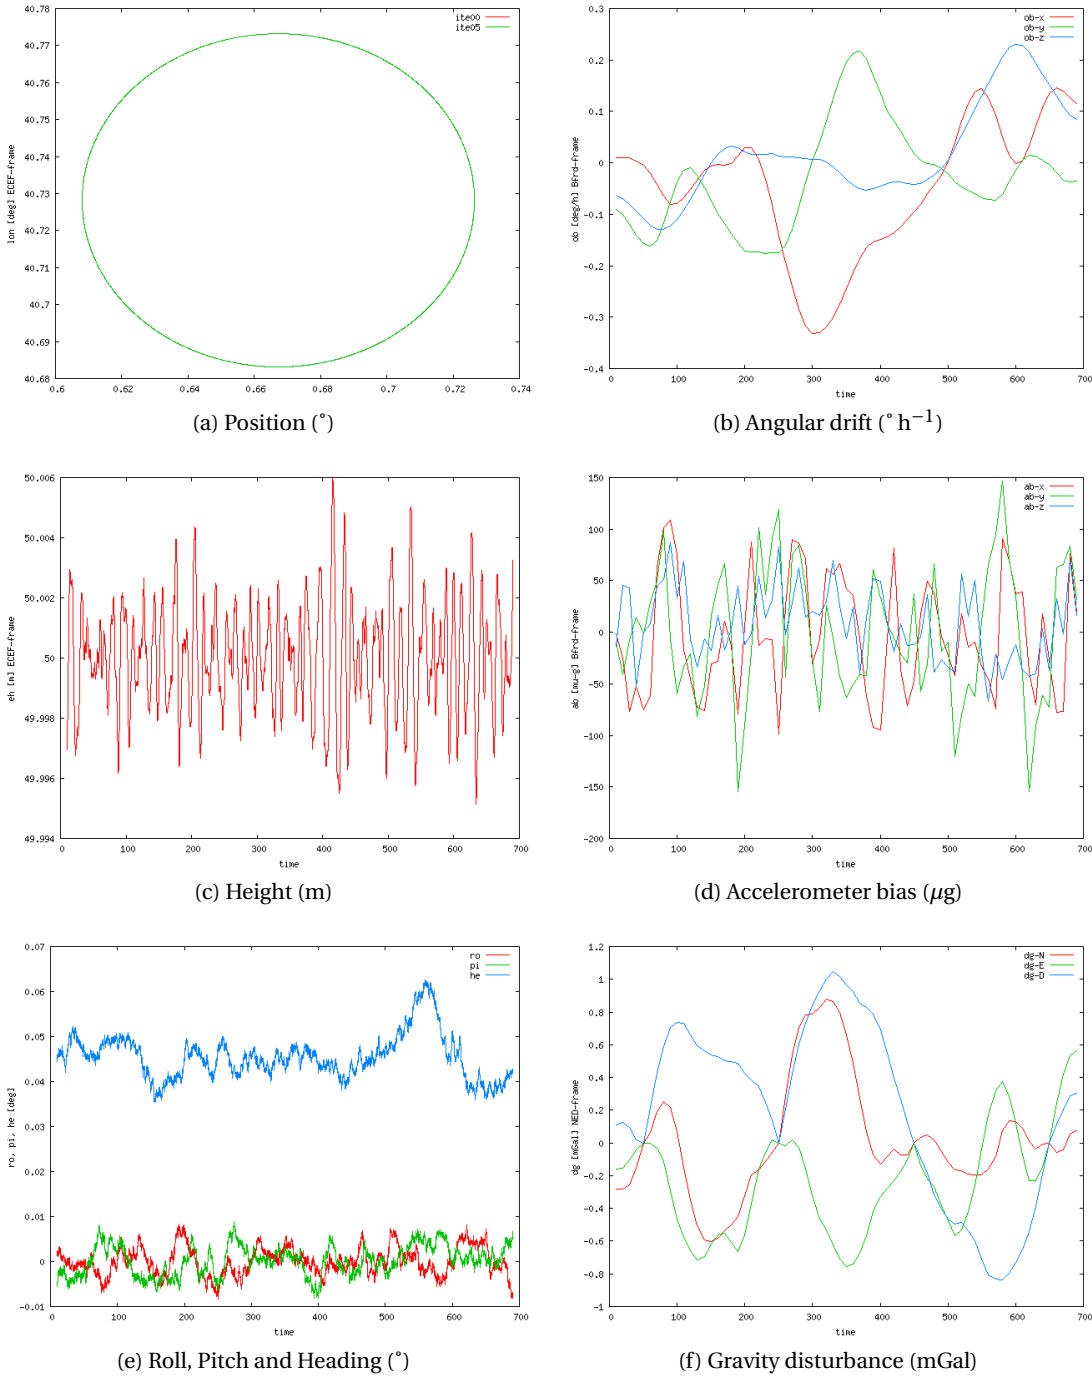 40.78
40.77
40.76
40.75
40.74
40.73
40.72
40.71
40.7
40.69
40.68
lon [deg] ECEF-frame
ite00
ite05
0.6 0.62 0.64 0.66 0.68 0.7 0.72 0.74
(a) Position (°)
0.3
0.2
0.1
0
-0.1
-0.2
-0.3
-0.4
ob [deg/h] Bfrd-frame
ob-x
ob-y
ob-z
0 100 200 300 400 500 600 700
time
(b) Angular drift (° h⁻¹)
50.006
50.004
50.002
50
49.998
49.996
49.994
eh [m] ECEF-frame
0 100 200 300 400 500 600 700
time
(c) Height (m)
150
100
50
0
-50
-100
-150
-200
ab [mu-g] Bfrd-frame
ab-x
ab-y
ab-z
0 100 200 300 400 500 600 700
time
(d) Accelerometer bias (μg)
0.07
0.06
0.05
0.04
0.03
0.02
0.01
0
-0.01
ro, pi, he [deg]
ro
pi
he
0 100 200 300 400 500 600 700
time
(e) Roll, Pitch and Heading (°)
1.2
1
0.8
0.6
0.4
0.2
0
-0.2
-0.4
-0.6
-0.8
-1
dg [mGal] NED-frame
dg-N
dg-E
dg-D
0 100 200 300 400 500 600 700
time
(f) Gravity disturbance (mGal)